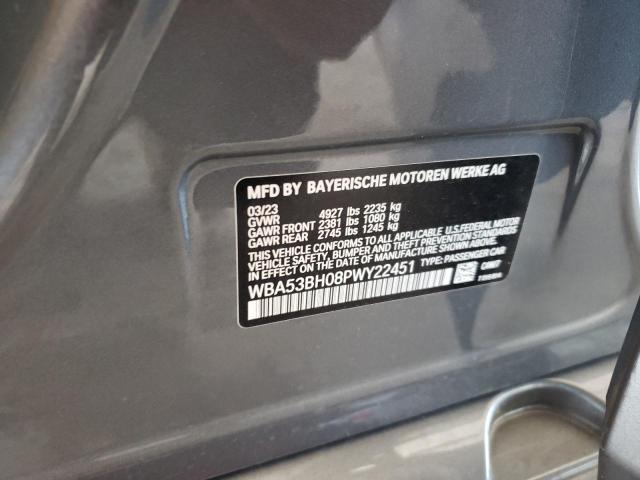 MFD BY BAYERISCHE MOTOREN WERKE AG
03/23
GVWR 4927 lbs 2235 kg
GAWR FRONT 2381 lbs 1080 kg
GAWR REAR 2745 lbs 1245 kg
THIS VEHICLE CONFORMS TO ALL APPLICABLE U.S.FEDERAL MOTOR
VEHICLE SAFETY, BUMPER, AND THEFT PREVENTION STANDARDS
IN EFFECT ON THE DATE OF MANUFACTURE SHOWN ABOVE.
WBA53BH08PWY22451 TYPE: PASSENGER CAR